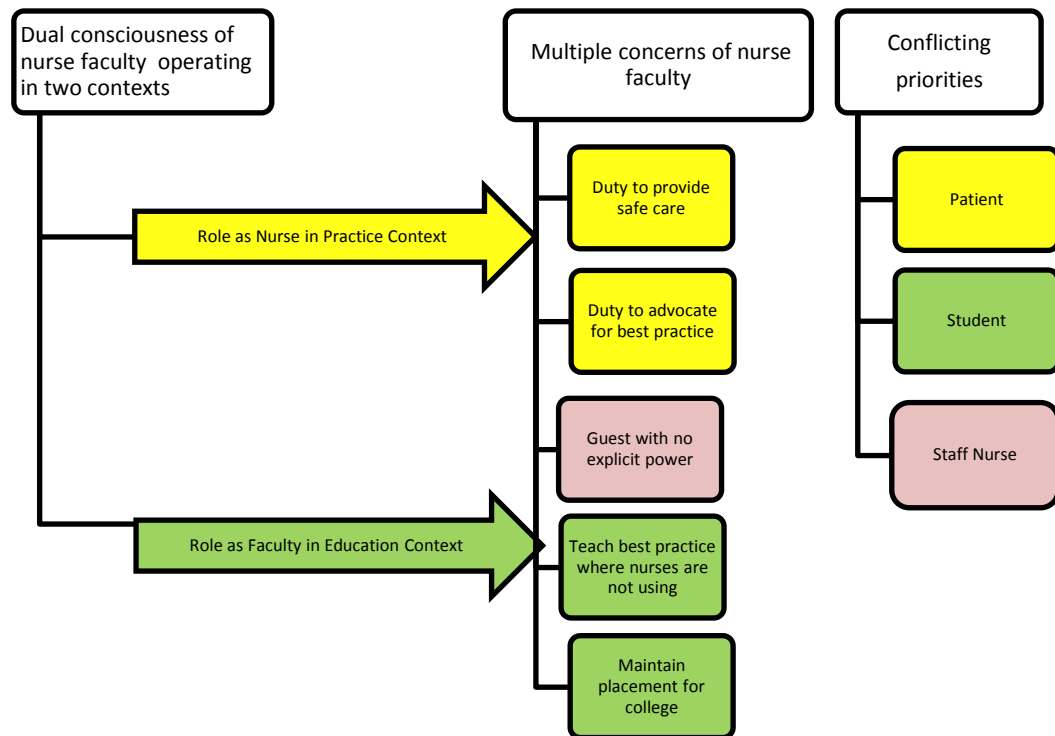 Dual consciousness of
nurse faculty operating
in two contexts
Multiple concerns of nurse
faculty
Conflicting
priorities
Role as Nurse in Practice Context
Role as Faculty in Education Context
Duty to provide
safe care
Duty to advocate
for best practice
Guest with no
explicit power
Teach best practice
where nurses are
not using
Maintain
placement for
college
Patient
Student
Staff Nurse